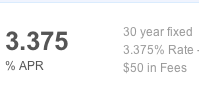 3.375
% APR
30 year fixed
3.375% Rate -
$50 in Fees